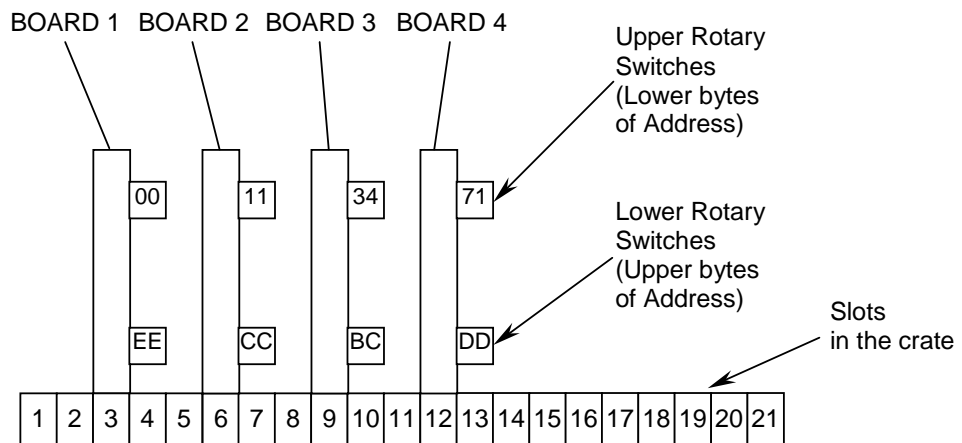 BOARD 1 BOARD 2 BOARD 3 BOARD 4
Upper Rotary
Switches
(Lower bytes
of Address)
00 11 34 71
Lower Rotary
Switches
(Upper bytes
of Address)
EE CC BC DD
Slots
in the crate
1 2 3 4 5 6 7 8 9 10 11 12 13 14 15 16 17 18 19 20 21